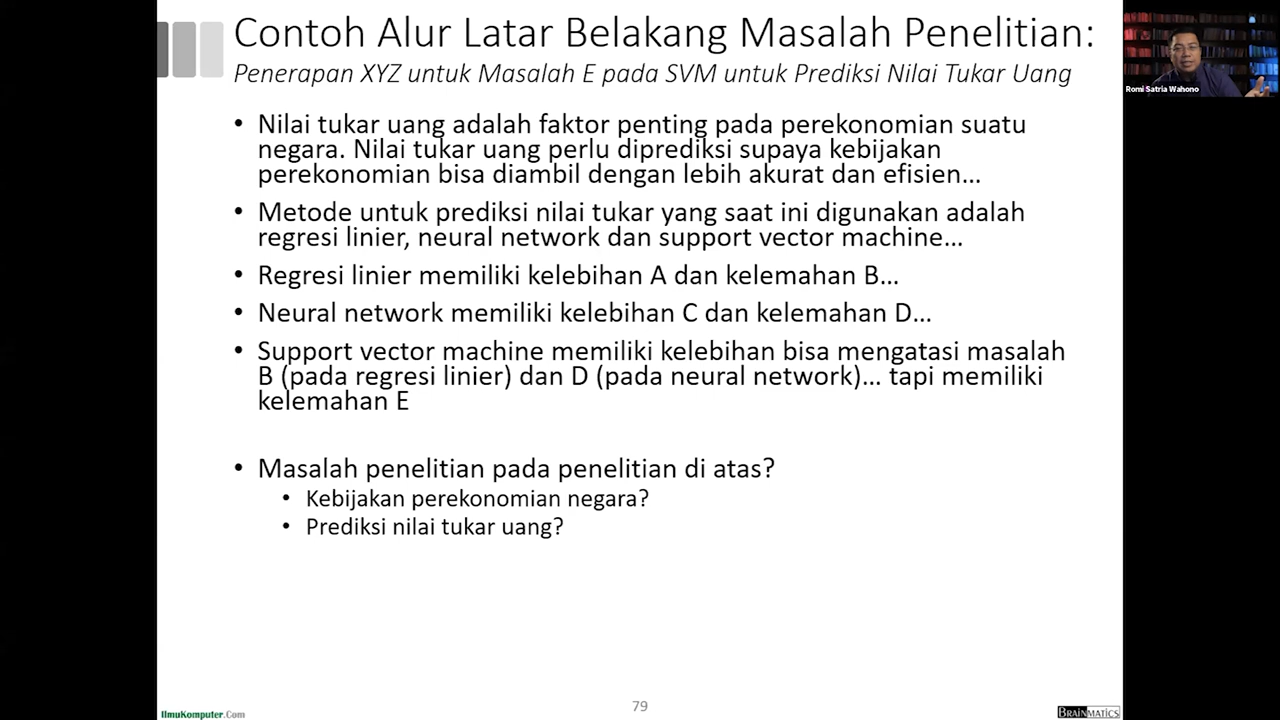 Contoh Alur Latar Belakang Masalah Penelitian:
Penerapan XYZ untuk Masalah E pada SVM untuk Prediksi Nilai Tukar Uang
Romi Satria Wahono
• Nilai tukar uang adalah faktor penting pada perekonomian suatu
negara. Nilai tukar uang perlu diprediksi supaya kebijakan
perekonomian bisa diambil dengan lebih akurat dan efisien…
• Metode untuk prediksi nilai tukar yang saat ini digunakan adalah
regresi linier, neural network dan support vector machine…
• Regresi linier memiliki kelebihan A dan kelemahan B…
• Neural network memiliki kelebihan C dan kelemahan D…
• Support vector machine memiliki kelebihan bisa mengatasi masalah
B (pada regresi linier) dan D (pada neural network)… tapi memiliki
kelemahan E
• Masalah penelitian pada penelitian di atas?
• Kebijakan perekonomian negara?
• Prediksi nilai tukar uang?
IlmuKomputer.Com
79
BRAINMATICS